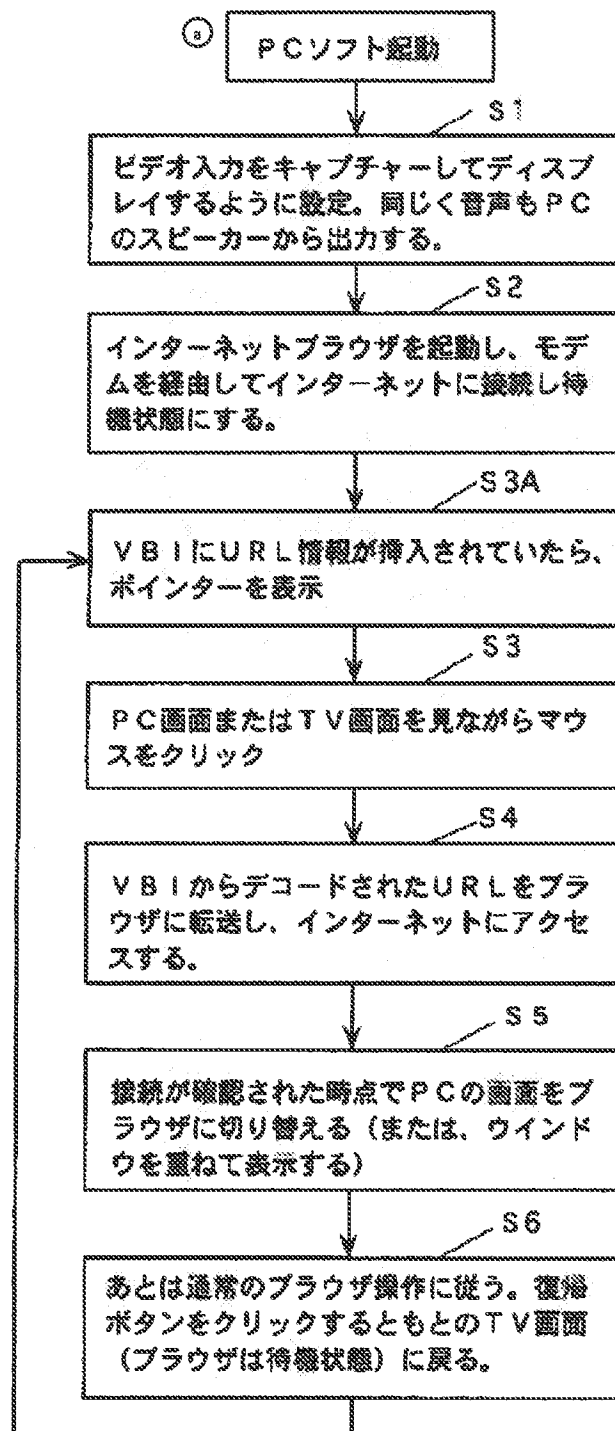 ⓐ PCソフト起動
S1
ビデオ入力をキャプチャーしてディスプ
レイするように設定。同じく音声もPC
のスピーカーから出力する。
S2
インターネットブラウザを起動し、モデ
ムを経由してインターネットに接続し待
機状態にする。
S3A
VBIにURL情報が挿入されていたら、
ポインターを表示
S3
PC画面またはTV画面を見ながらマウ
スをクリック
S4
VBIからデコードされたURLをブラ
ウザに転送し、インターネットにアクセ
スする。
S5
接続が確認された時点でPCの画面をブ
ラウザに切り替える(または、ウインド
ウを重ねて表示する)
S6
あとは通常のブラウザ操作に従う。復帰
ボタンをクリックするともとのTV画面
(ブラウザは待機状態)に戻る。